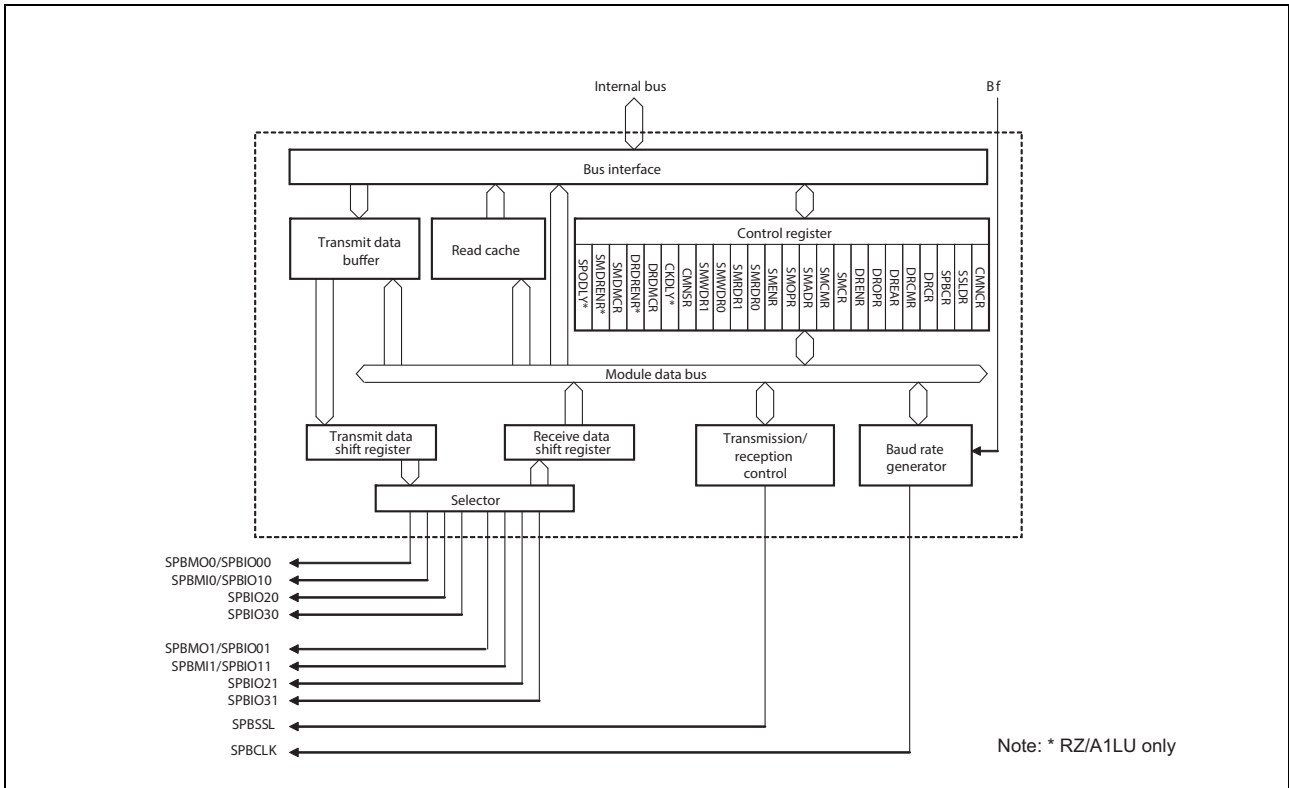 Internal bus
Bf
Bus interface
Transmit data
buffer
Read cache
Control register
SPODLY*
SMDRENR*
SMDMCR
DRDRENR*
DRDMCR
CKDLY*
CMNSR
SMWDR1
SMWDR0
SMRDR1
SMRDR0
SMENR
SMOPR
SMADR
SMCMR
SMCR
DRENR
DROPR
DREAR
DRCMR
DRCR
SPBCR
SSLDR
CMNCR
Module data bus
Transmit data
shift register
Receive data
shift register
Transmission/
reception
control
Baud rate
generator
Selector
SPBMO0/SPBIO00
SPBMI0/SPBIO10
SPBIO20
SPBIO30
SPBMO1/SPBIO01
SPBMI1/SPBIO11
SPBIO21
SPBIO31
SPBSSL
SPBCLK
Note: * RZ/A1LU only